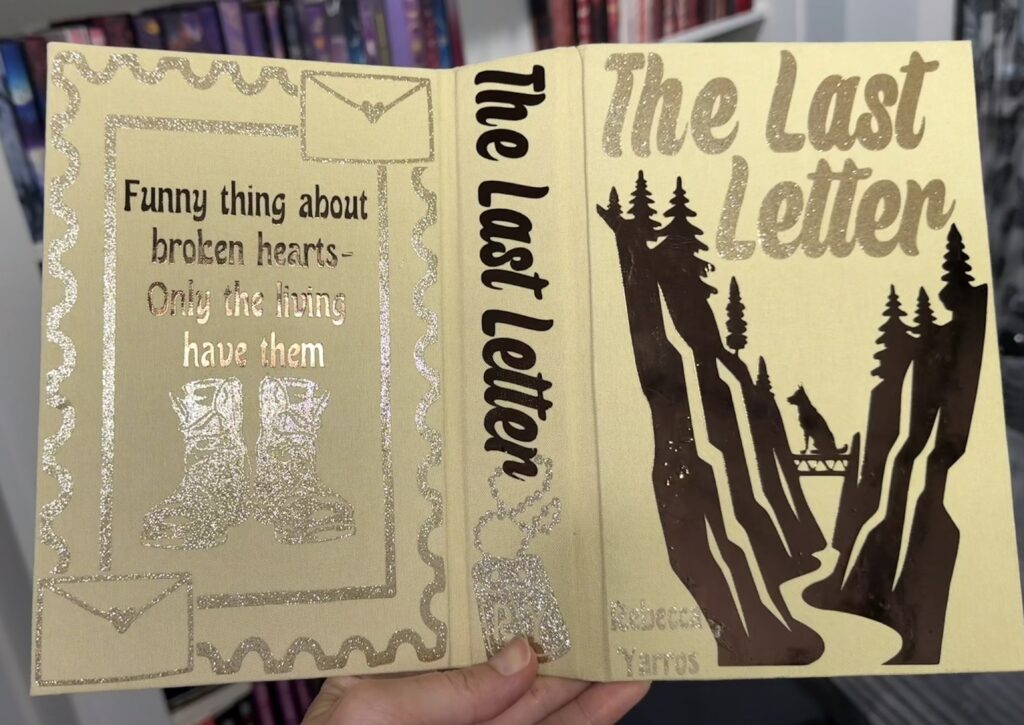 Funny thing about
broken hearts-
Only the living
have them
The Last Letter
The Last
Letter
Rebecca
Yarros